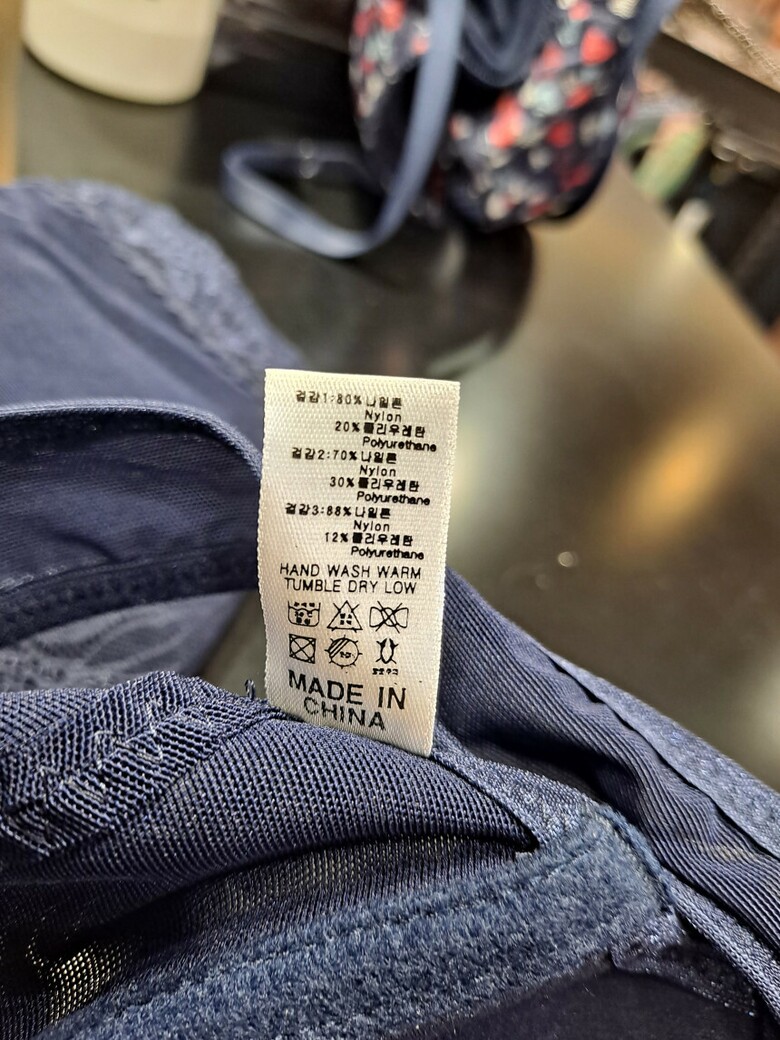 겉감1:80%나일론
Nylon
20%폴리우레탄
Polyurethane
겉감2:70%나일론
Nylon
30%폴리우레탄
Polyurethane
겉감3:88%나일론
Nylon
12%폴리우레탄
Polyurethane
HAND WASH WARM
TUMBLE DRY LOW
MADE IN
CHINA